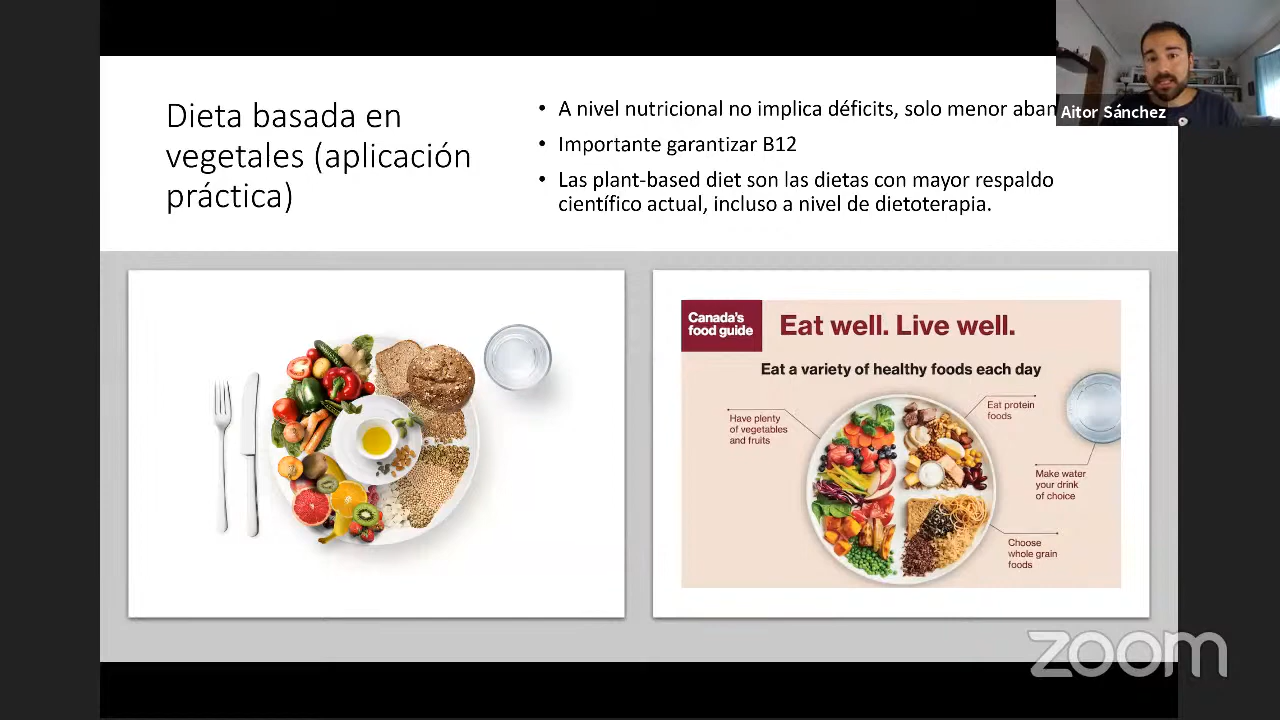 Dieta basada en
vegetales (aplicación
práctica)
• A nivel nutricional no implica déficits, solo menor
• Importante garantizar B12
• Las plant-based diet son las dietas con mayor respaldo
científico actual, incluso a nivel de dietoterapia.
Aitor Sánchez
Canada's
food guide
Eat well. Live well.
Eat a variety of healthy foods each day
Have plenty
of vegetables
and fruits
Eat protein
foods
Make water
your drink
of choice
Choose
whole grain
foods
zoom